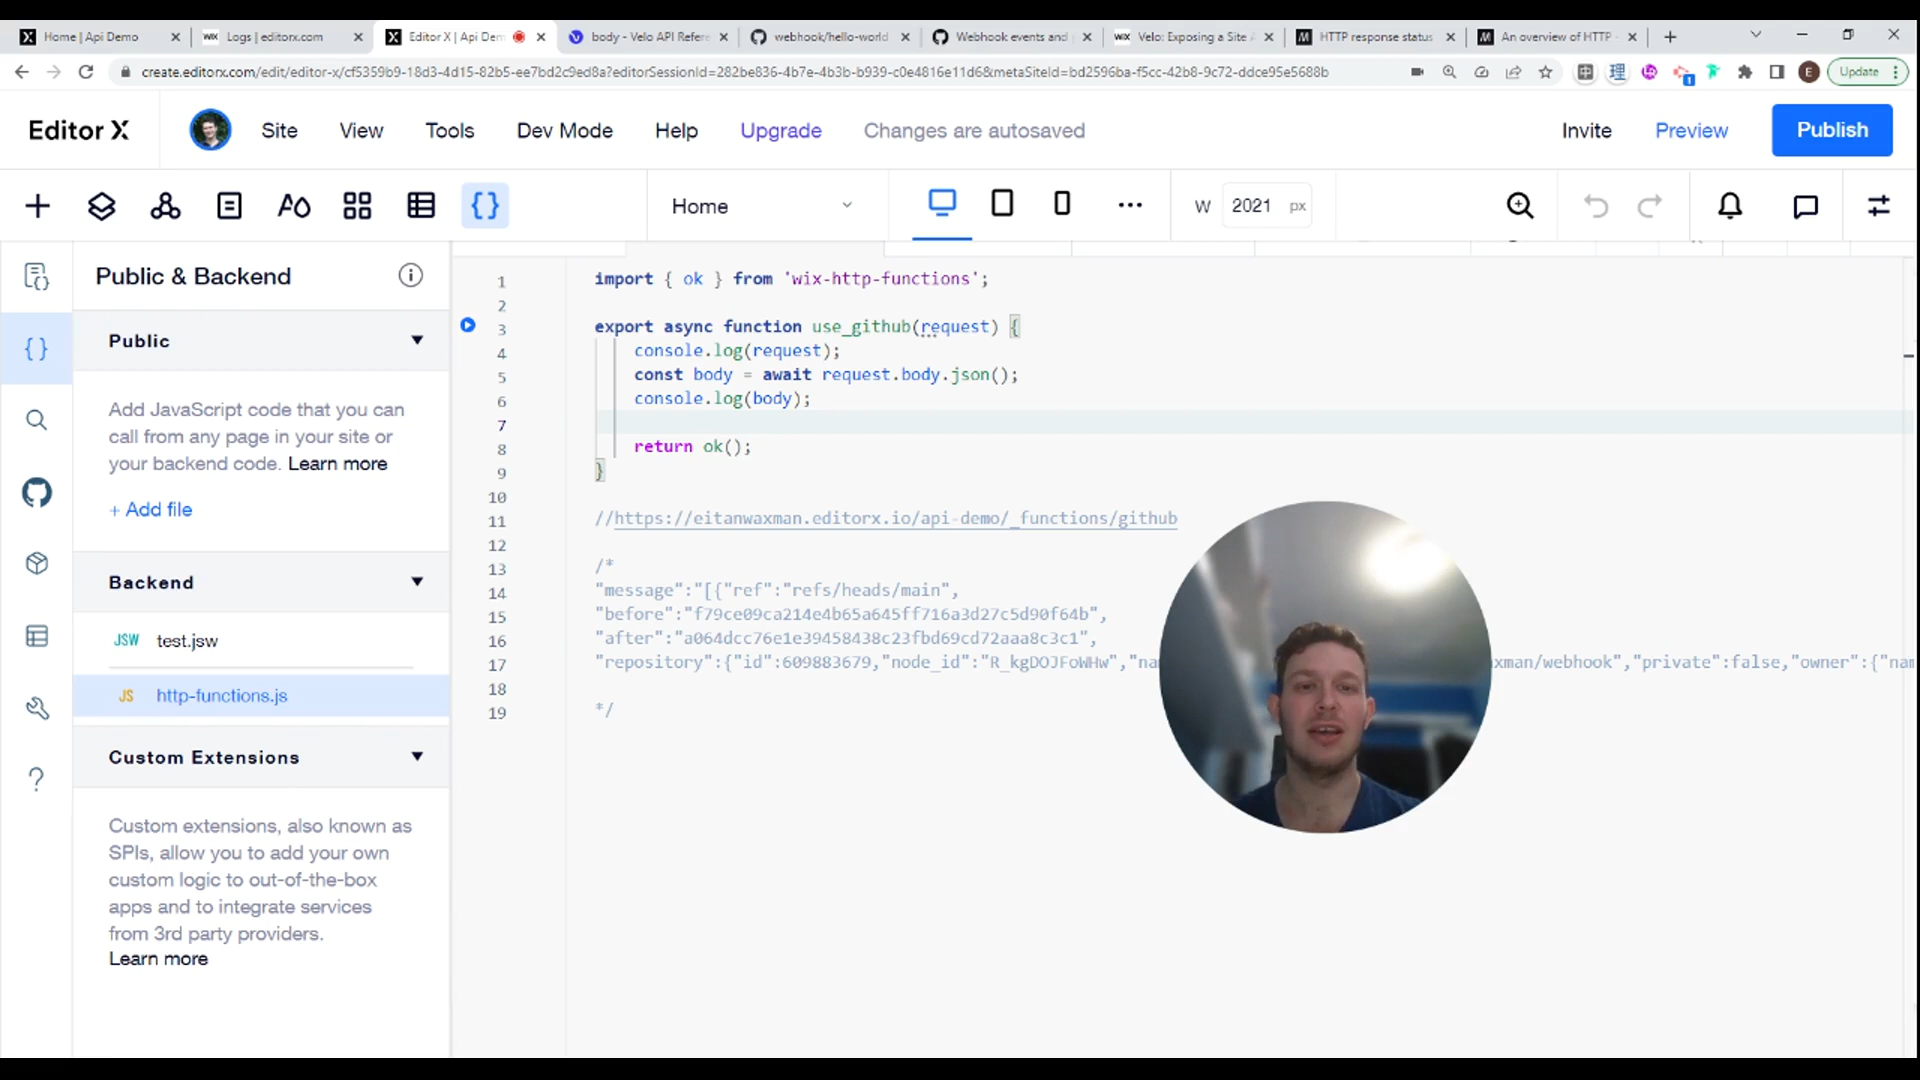 Home | Api Demo
Logs | editorx.com
Editor X | Api Dem
body - Velo API Refere
webhook/hello-world
Webhook events and
Velo: Exposing a Site A
HTTP response status
An overview of HTTP -
create.editorx.com/edit/editor-x/cf5359b9-18d3-4d15-82b5-ee7bd2c9ed8a?editorSessionId=282be836-4b7e-4b3b-b939-c0e4816e11d6&metaSiteId=bd2596ba-f5cc-42b8-9c72-ddce95e5688b
Update
Editor X
Site
View
Tools
Dev Mode
Help
Upgrade
Changes are autosaved
Invite
Preview
Publish
Home
W 2021 px
Public & Backend
Public
Add JavaScript code that you can
call from any page in your site or
your backend code. Learn more
+ Add file
Backend
JSW test.jsw
JS http-functions.js
Custom Extensions
Custom extensions, also known as
SPIs, allow you to add your own
custom logic to out-of-the-box
apps and to integrate services
from 3rd party providers.
Learn more
1 import { ok } from 'wix-http-functions';
2
3 export async function use_github(request) {
4 console.log(request);
5 const body = await request.body.json();
6 console.log(body);
7
8 return ok();
9 }
10
11 //https://eitanwaxman.editorx.io/api-demo/_functions/github
12
13 /*
14 "message":"[{"ref":"refs/heads/main",
15 "before":"f79ce09ca214e4b65a645ff716a3d27c5d90f64b",
16 "after":"a064dcc76e1e39458438c23fbd69cd72aaa8c3c1",
17 "repository":{"id":609883679,"node_id":"R_kgDOJFoWHw","nam xman/webhook","private":false,"owner":{"nam
18
19 */